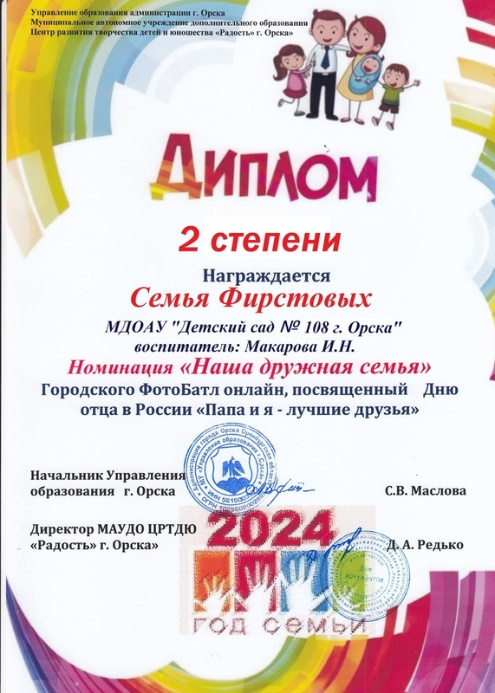 Управление образования администрации г. Орска
Муниципальное автономное учреждение дополнительного образования
Центр развития творчества детей и юношества «Радость» г. Орска»
ДИПЛОМ
2 степени
Награждается
Семья Фирстовых
МДОАУ "Детский сад № 108 г. Орска"
воспитатель: Макарова И.Н.
Номинация «Наша дружная семья»
Городского ФотоБатл онлайн, посвященный Дню
отца в России «Папа и я - лучшие друзья»
Начальник Управления
образования г. Орска
С.В. Маслова
Директор МАУДО ЦРТДЮ
«Радость» г. Орска»
Д. А. Редько
2024
ГОД СЕМЬИ
Для
документов